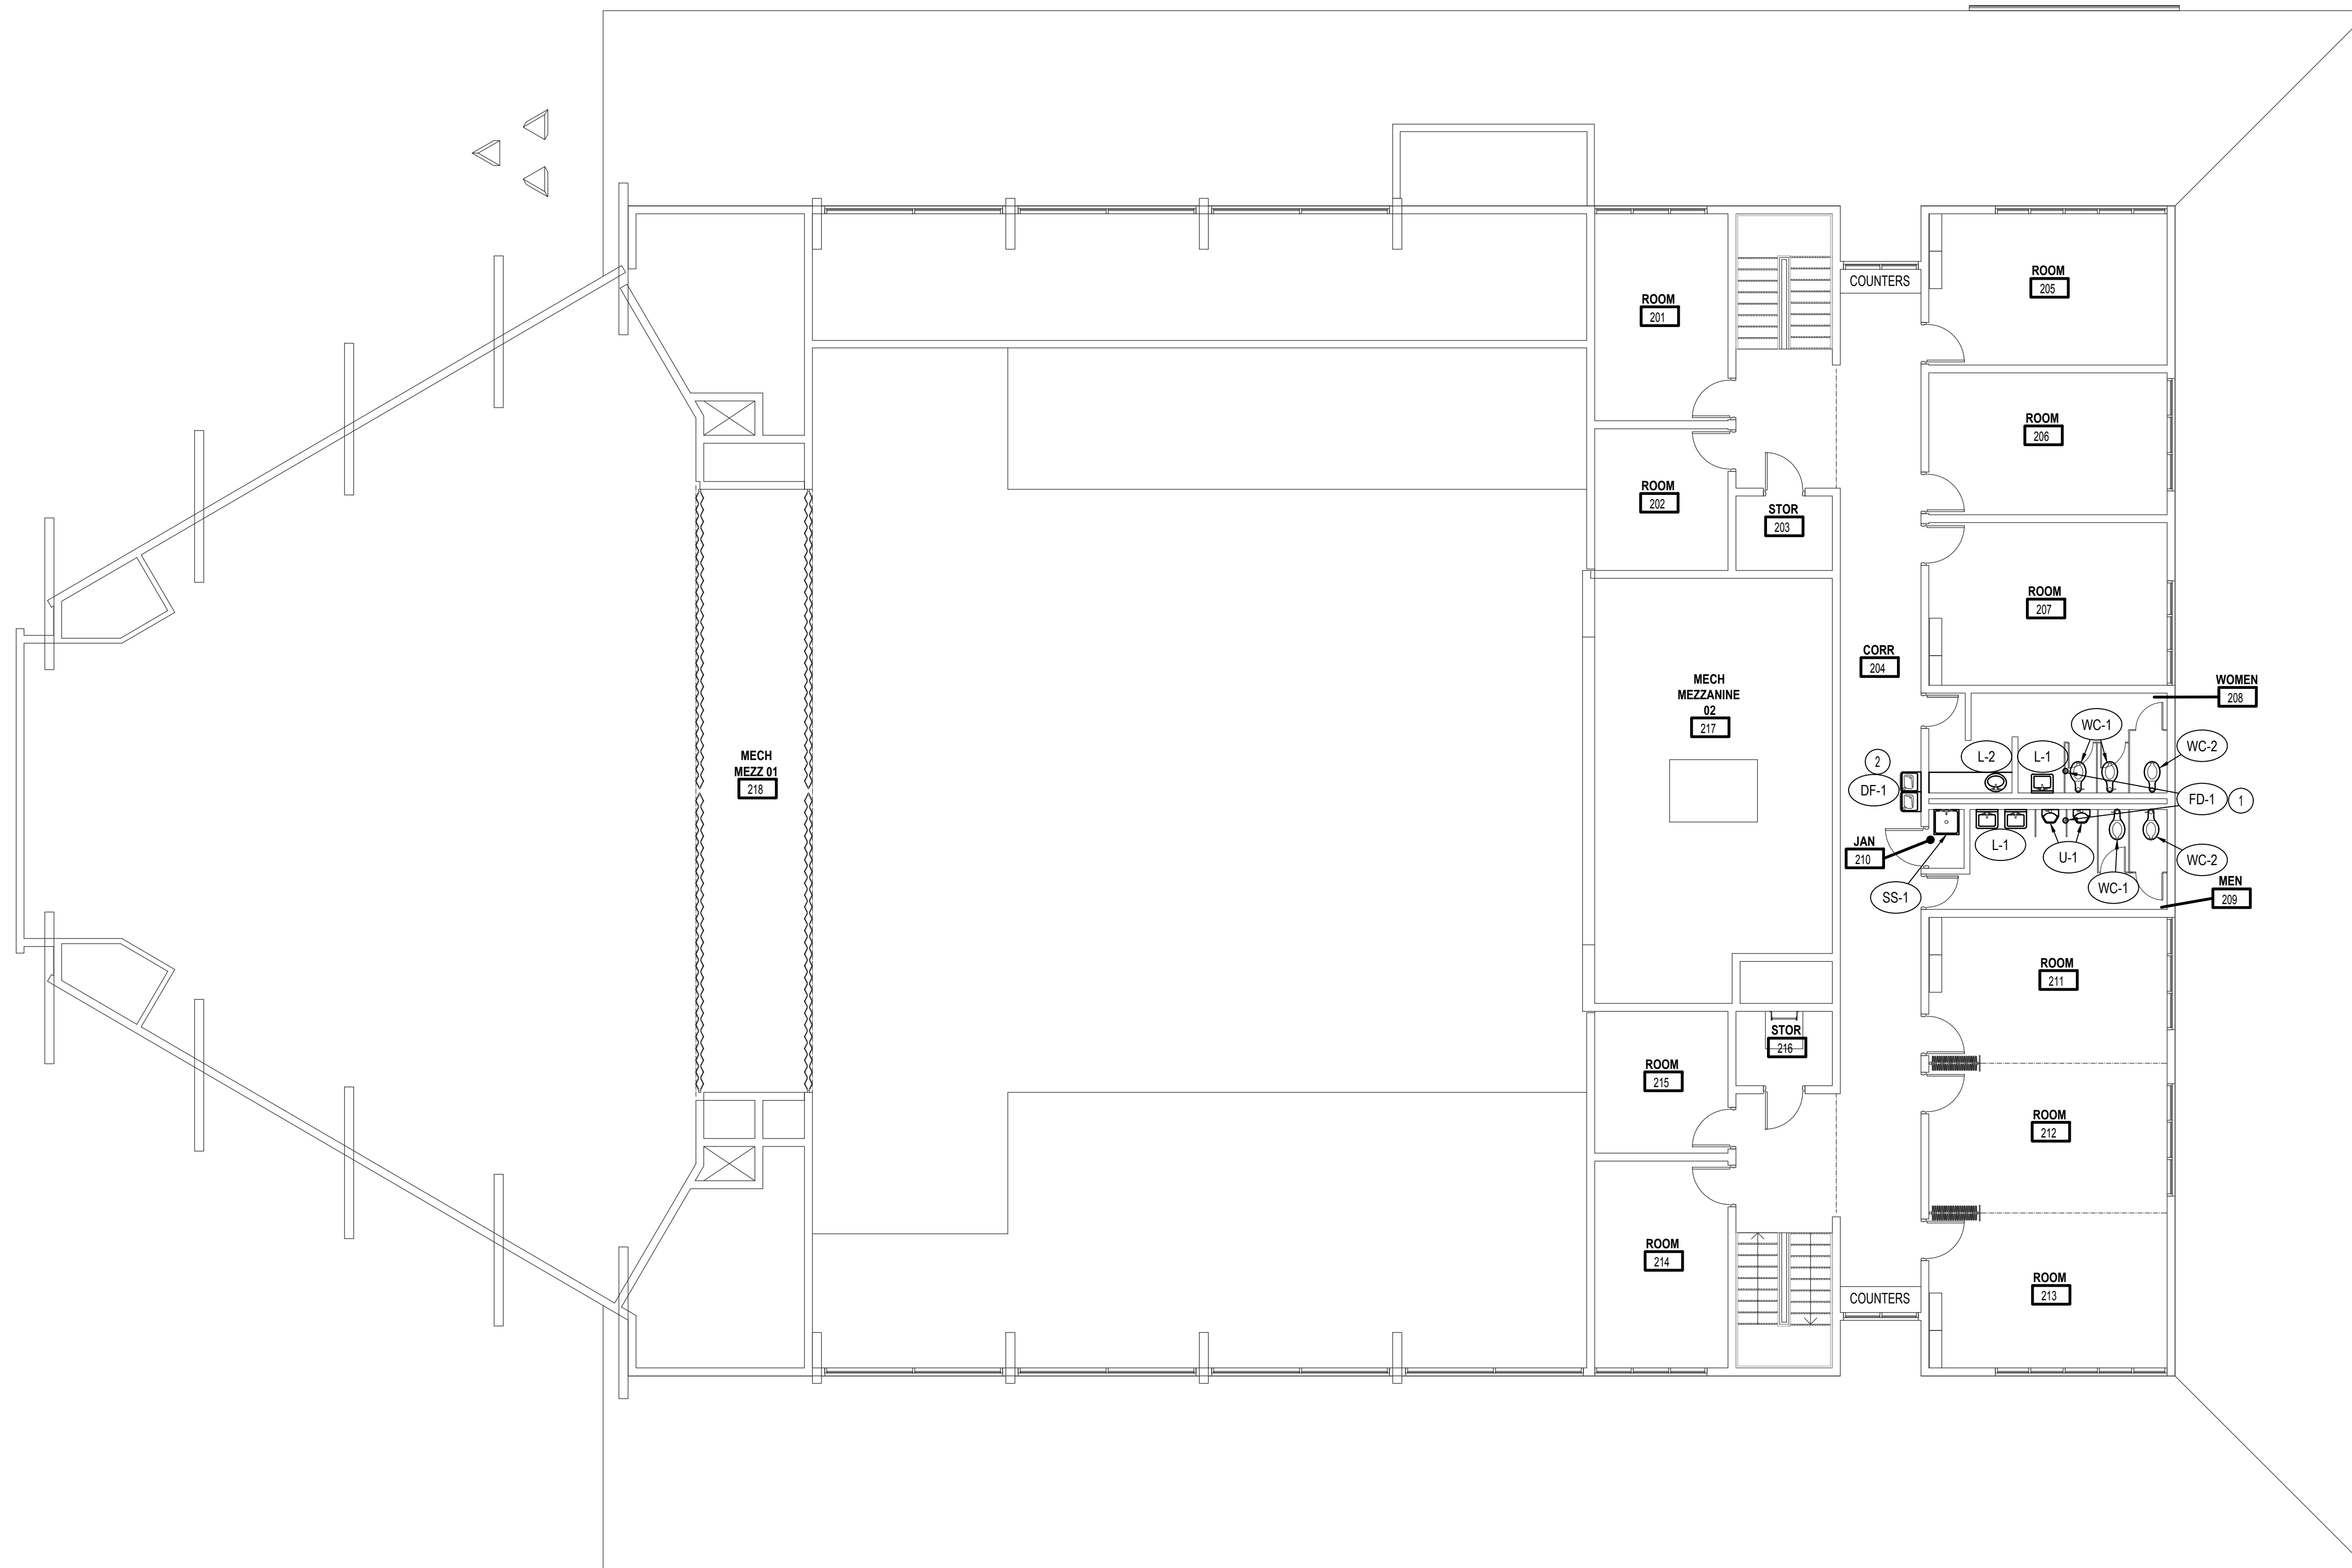 COUNTERS
ROOM
205
ROOM
201
ROOM
206
ROOM
202
STOR
203
ROOM
207
CORR
204
WOMEN
208
MECH
MEZZANINE
02
217
WC-1
WC-2
L-2
L-1
MECH
MEZZ 01
218
2
DF-1
FD-1
1
JAN
210
L-1
U-1
WC-2
SS-1
WC-1
MEN
209
ROOM
211
STOR
216
ROOM
215
ROOM
212
ROOM
214
ROOM
213
COUNTERS